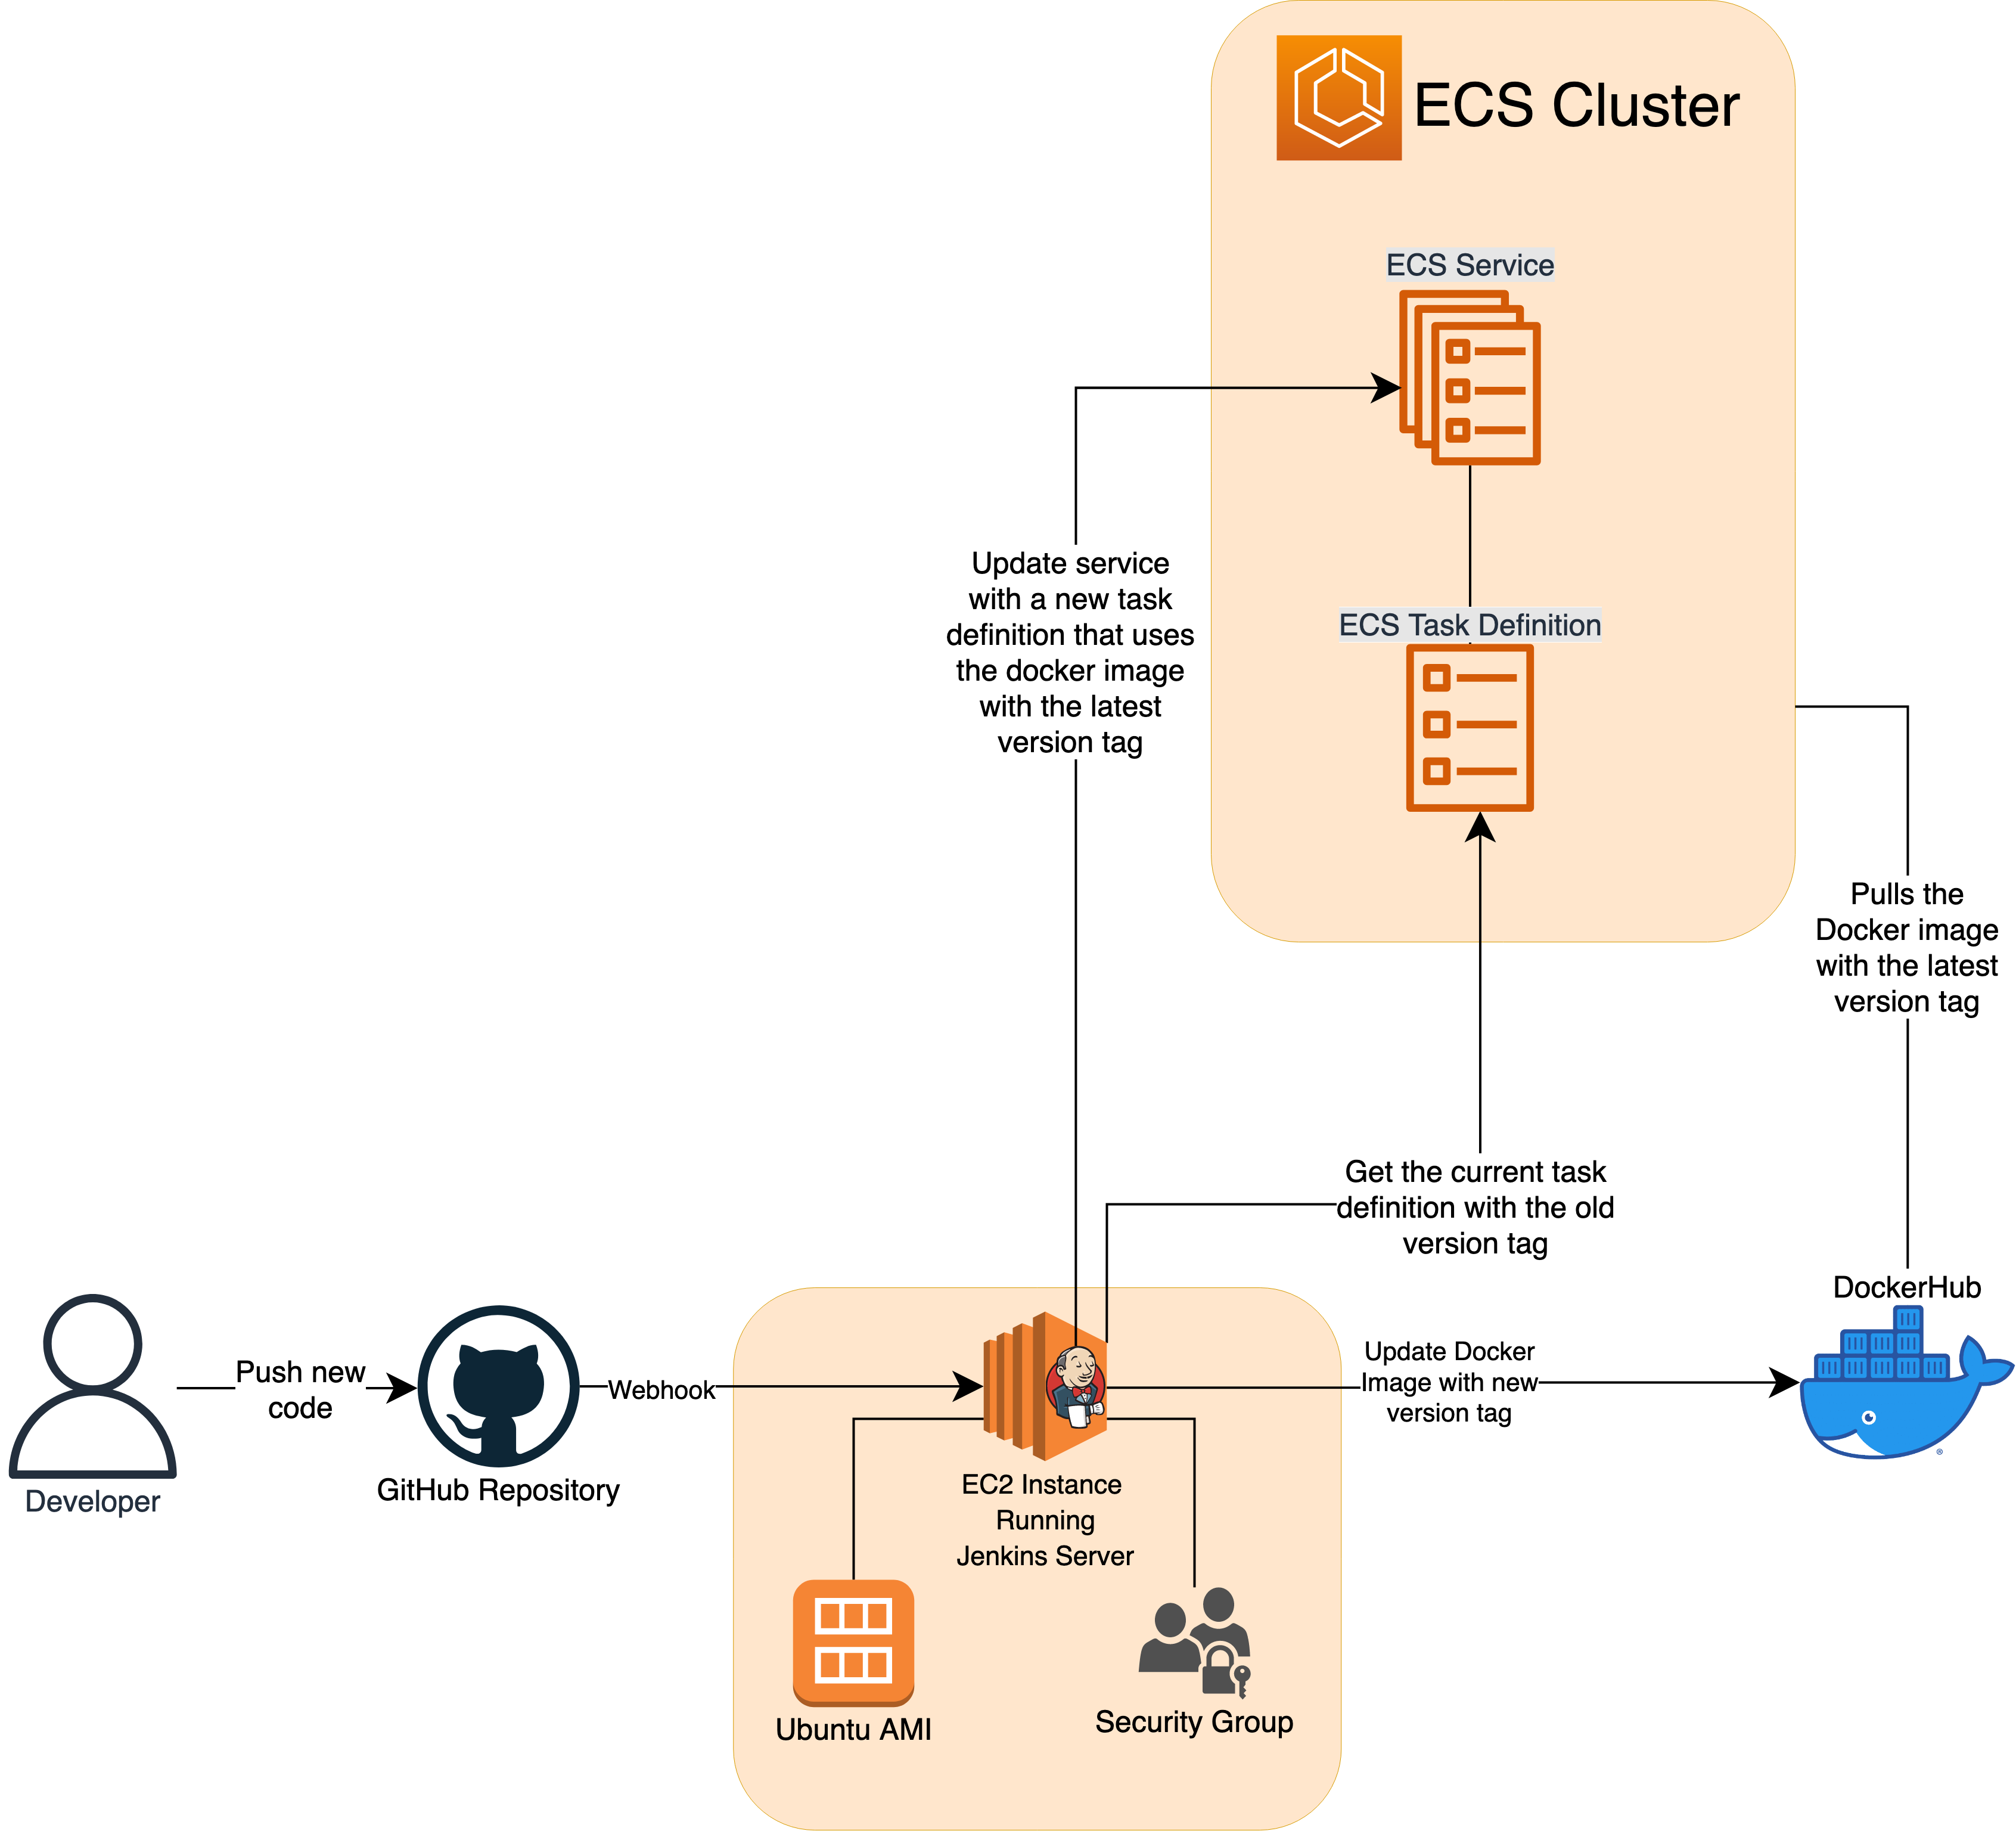 ECS Cluster
ECS Service
Update service
with a new task
definition that uses
the docker image
with the latest
version tag
ECS Task Definition
Pulls the
Docker image
with the latest
version tag
Get the current task
definition with the old
version tag
DockerHub
Push new
code
Webhook
Update Docker
Image with new
version tag
Developer
GitHub Repository
EC2 Instance
Running
Jenkins Server
Ubuntu AMI
Security Group
®